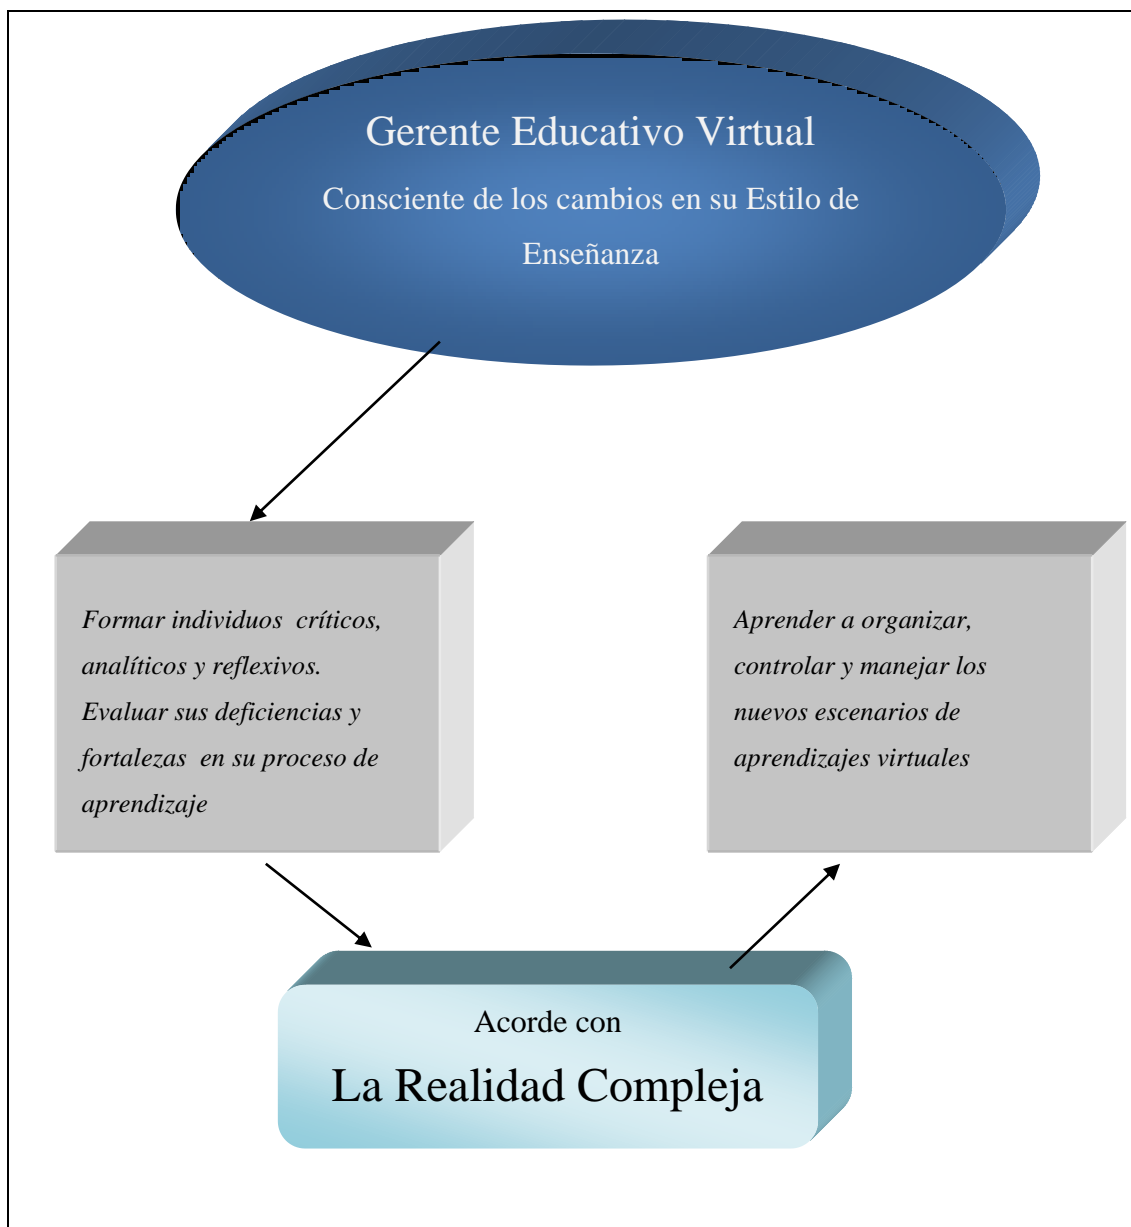 Gerente Educativo Virtual
Consciente de los cambios en su Estilo de
Enseñanza
Formar individuos  críticos,
analíticos y reflexivos.
Evaluar sus deficiencias y
fortalezas  en su proceso de
aprendizaje
Aprender a organizar,
controlar y manejar los
nuevos escenarios de
aprendizajes virtuales
Acorde con
La Realidad Compleja